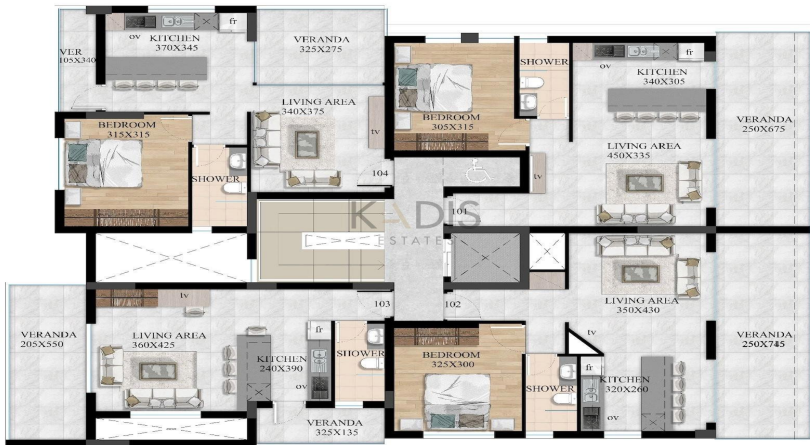 fr
ov
KITCHEN
370X345
VER
105X340
VERANDA
325X275
LIVING AREA
340X375
tv
BEDROOM
315X315
SHOWER
104
BEDROOM
305X315
SHOWER
fr
ov
KITCHEN
340X305
VERANDA
250X675
LIVING AREA
450X335
tv
101
KADIS
ESTATES
103
102
tv
VERANDA
205X550
LIVING AREA
360X425
KITCHEN
240X390
fr
ov
SHOWER
VERANDA
325X135
BEDROOM
325X300
SHOWER
LIVING AREA
350X430
tv
fr
KITCHEN
320X260
ov
VERANDA